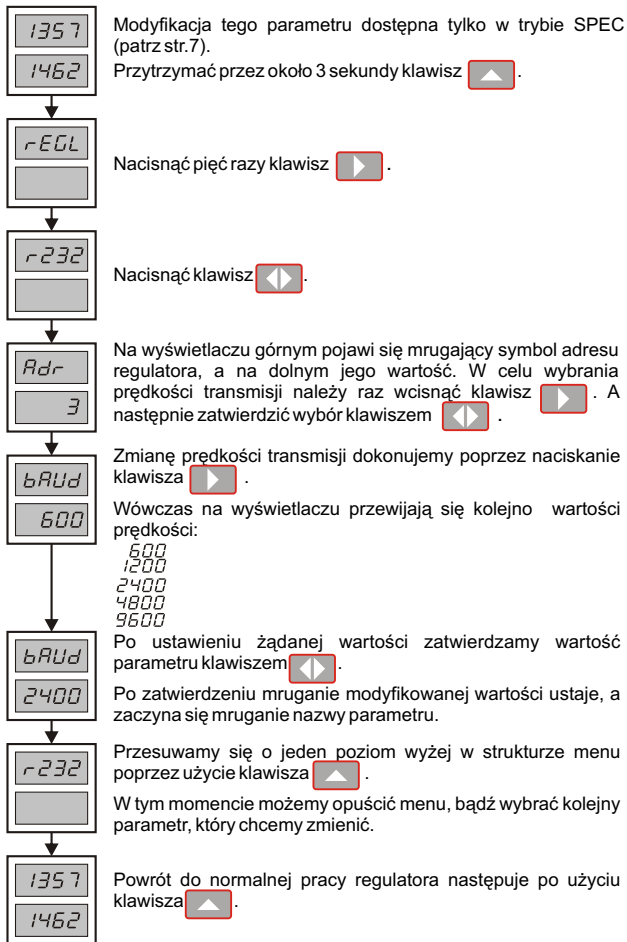 1357
1462
Modyfikacja tego parametru dostępna tylko w trybie SPEC
(patrz str.7).
Przytrzymać przez około 3 sekundy klawisz .
rEGL
Nacisnąć pięć razy klawisz .
r232
Nacisnąć klawisz .
Adr
3
Na wyświetlaczu górnym pojawi się mrugający symbol adresu
regulatora, a na dolnym jego wartość. W celu wybrania
prędkości transmisji należy raz wcisnąć klawisz . A
następnie zatwierdzić wybór klawiszem .
bAUd
600
Zmianę prędkości transmisji dokonujemy poprzez naciskanie
klawisza .
Wówczas na wyświetlaczu przewijają się kolejno wartości
prędkości:
600
1200
2400
4800
9600
bAUd
2400
Po ustawieniu żądanej wartości zatwierdzamy wartość
parametru klawiszem .
Po zatwierdzeniu mruganie modyfikowanej wartości ustaje, a
zaczyna się mruganie nazwy parametru.
r232
Przesuwamy się o jeden poziom wyżej w strukturze menu
poprzez użycie klawisza .
W tym momencie możemy opuścić menu, bądź wybrać kolejny
parametr, który chcemy zmienić.
1357
1462
Powrót do normalnej pracy regulatora następuje po użyciu
klawisza .